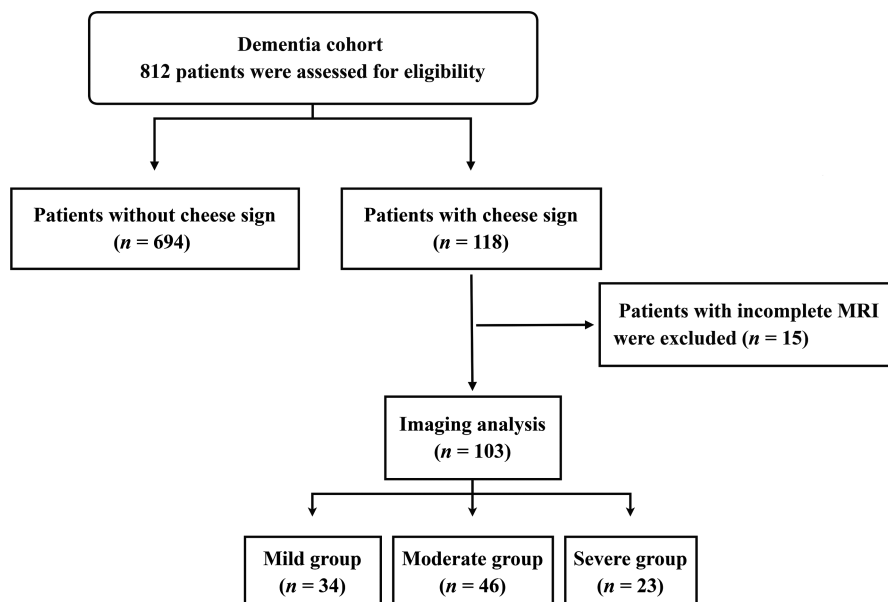 Dementia cohort
812 patients were assessed for eligibility
Patients without cheese sign
(n = 694)
Patients with cheese sign
(n = 118)
Patients with incomplete MRI
were excluded (n = 15)
Imaging analysis
(n = 103)
Mild group
(n = 34)
Moderate group
(n = 46)
Severe group
(n = 23)